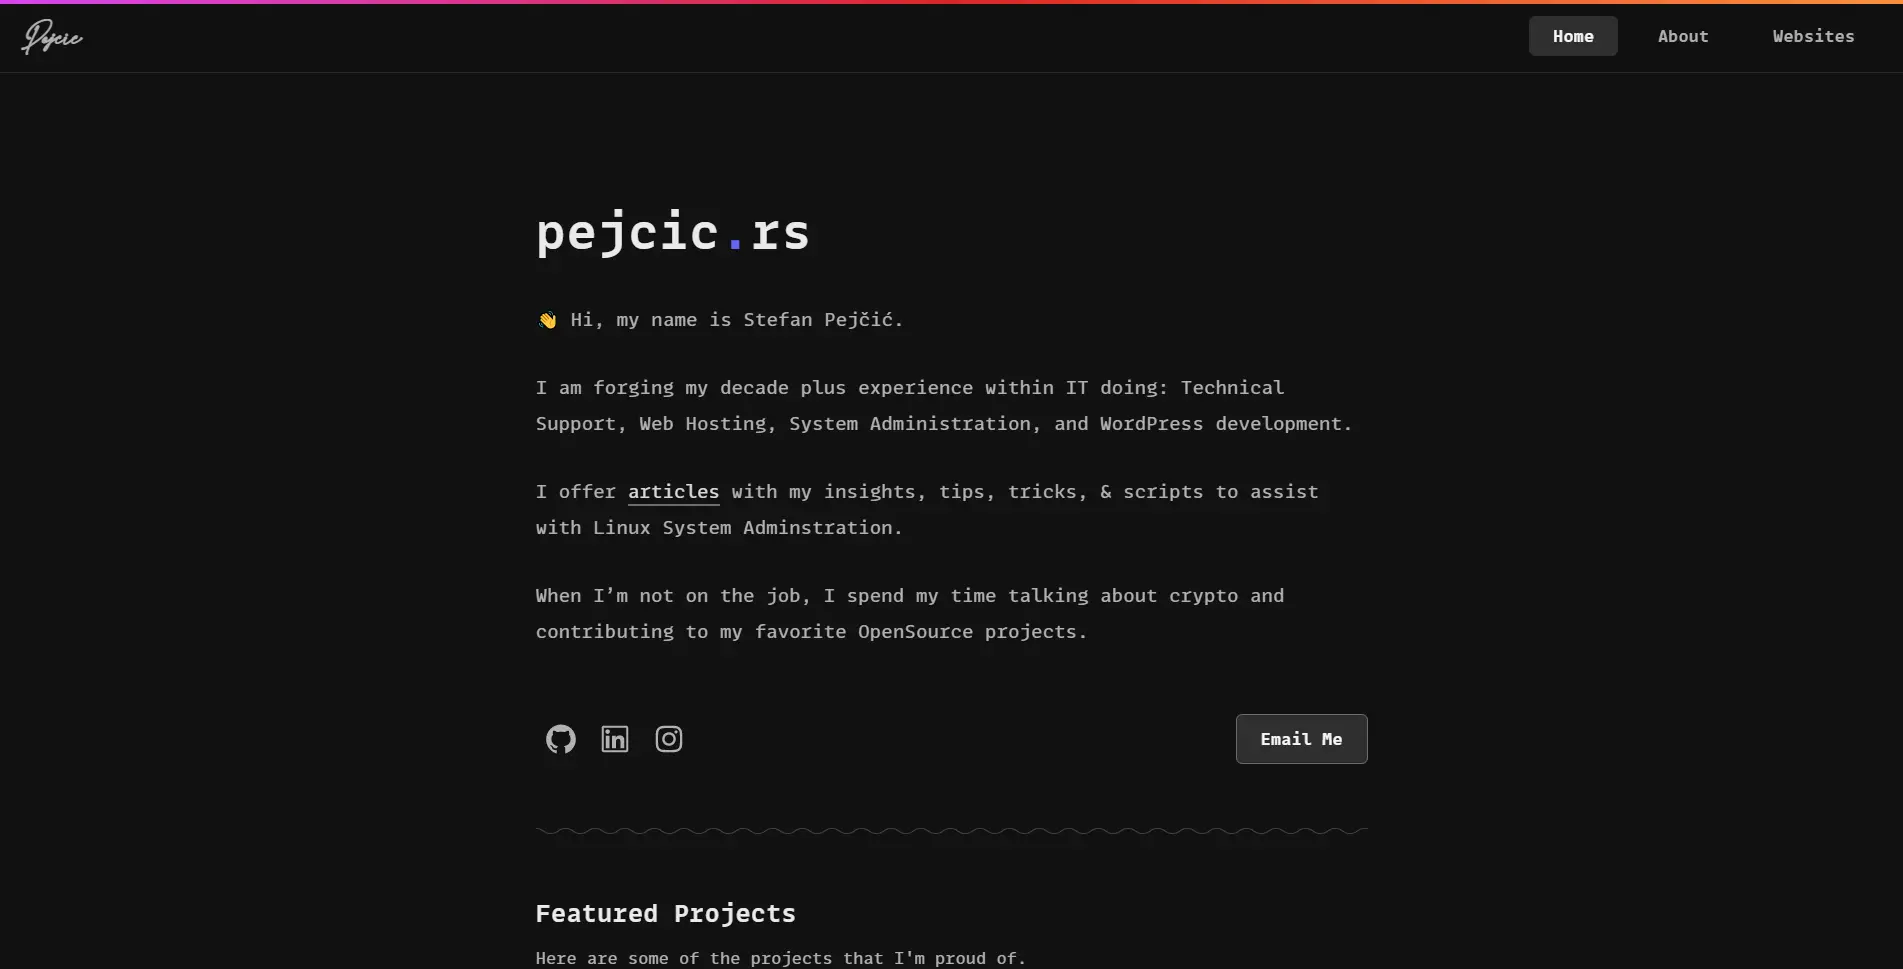 Pejcic
Home About Websites
pejcic.rs
👋 Hi, my name is Stefan Pejčić.
I am forging my decade plus experience within IT doing: Technical
Support, Web Hosting, System Administration, and WordPress development.
I offer articles with my insights, tips, tricks, & scripts to assist
with Linux System Adminstration.
When I’m not on the job, I spend my time talking about crypto and
contributing to my favorite OpenSource projects.
in
Email Me
Featured Projects
Here are some of the projects that I'm proud of.